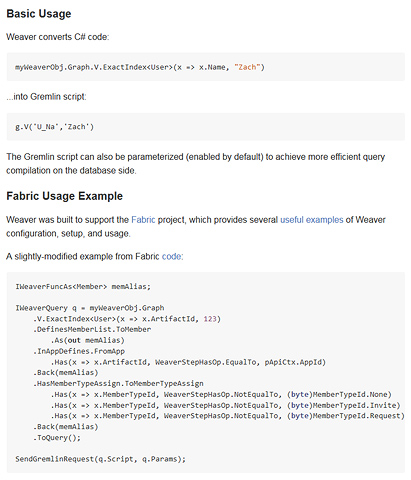 Basic Usage
Weaver converts C# code:
myWeaverObj.Graph.V.ExactIndex<User>(x => x.Name, "Zach")
...into Gremlin script:
g.V('U_Na','Zach')
The Gremlin script can also be parameterized (enabled by default) to achieve more efficient query
compilation on the database side.
Fabric Usage Example
Weaver was built to support the Fabric project, which provides several useful examples of Weaver
configuration, setup, and usage.
A slightly-modified example from Fabric code:
IWeaverFuncAs<Member> memAlias;
IWeaverQuery q = myWeaverObj.Graph
.V.ExactIndex<User>(x => x.ArtifactId, 123)
.DefinesMemberList.ToMember
.As(out memAlias)
.InAppDefines.FromApp
.Has(x => x.ArtifactId, WeaverStepHasOp.EqualTo, pApiCtx.AppId)
.Back(memAlias)
.HasMemberTypeAssign.ToMemberTypeAssign
.Has(x => x.MemberTypeId, WeaverStepHasOp.NotEqualTo, (byte)MemberTypeId.None)
.Has(x => x.MemberTypeId, WeaverStepHasOp.NotEqualTo, (byte)MemberTypeId.Invite)
.Has(x => x.MemberTypeId, WeaverStepHasOp.NotEqualTo, (byte)MemberTypeId.Request)
.Back(memAlias)
.ToQuery();
SendGremlinRequest(q.Script, q.Params);